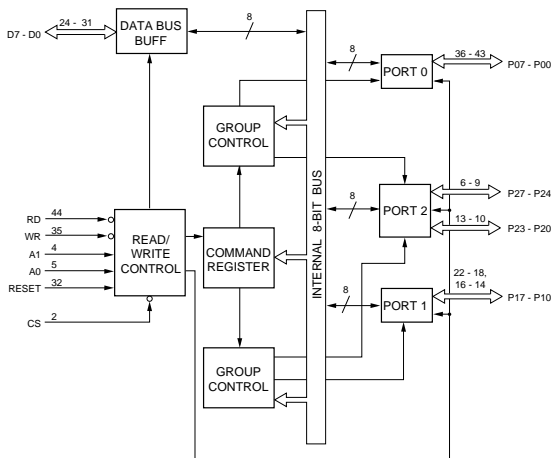 24 - 31
D7 - D0
DATA BUS
BUFF
8
8
PORT 0
36 - 43
P07 - P00
GROUP
CONTROL
INTERNAL 8-BIT BUS
6 - 9
P27 - P24
8
PORT 2
13 - 10
P23 - P20
RD
44
WR
35
A1
4
A0
5
RESET
32
CS
2
READ/
WRITE
CONTROL
COMMAND
REGISTER
8
PORT 1
22 - 18,
16 - 14
P17 - P10
GROUP
CONTROL